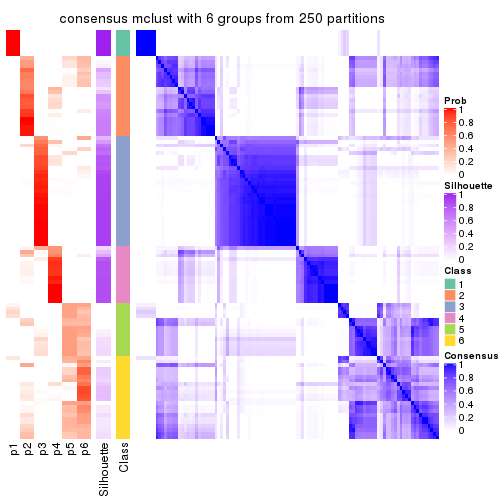 consensus mclust with 6 groups from 250 partitions
Prob
1
0.8
0.6
0.4
0.2
0
Silhouette
1
0.8
0.6
0.4
0.2
0
Class
1
2
3
4
5
6
Consensus
1
0.8
0.6
0.4
0.2
0
p1
p2
p3
p4
p5
p6
Silhouette
Class